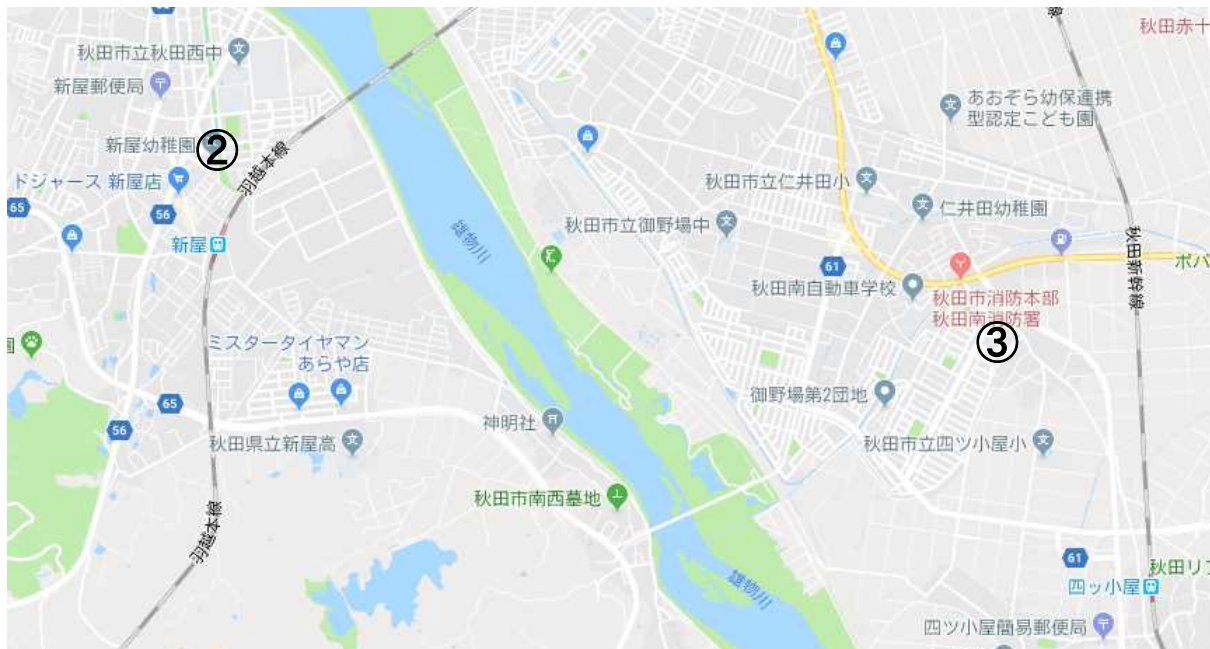 秋田市立秋田西中
新屋郵便局
新屋幼稚園
②
ドジャース 新屋店
65
56
新屋
羽越本線
雄物川
秋田赤十
あおぞら幼保連携
型認定こども園
秋田市立仁井田小
仁井田幼稚園
秋田市立御野場中
61
秋田新幹線
秋田南自動車学校
秋田市消防本部
秋田南消防署
③
ミスタータイヤマン
あらや店
65
56
御野場第2団地
神明社
秋田県立新屋高
秋田市立四ツ小屋小
秋田市南西墓地
羽越本線
雄物川
61
秋田リ
四ツ小屋
四ツ小屋簡易郵便局